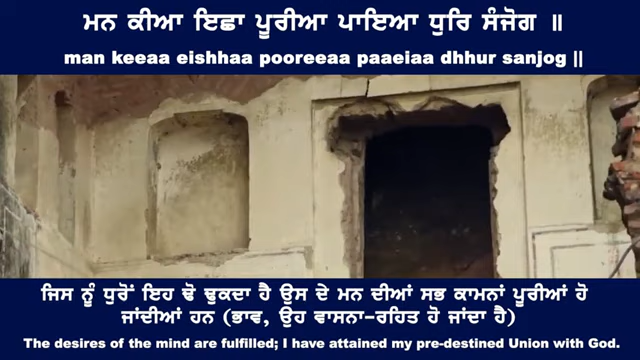 ਮਨ ਕੀਆ ਇਛਾ ਪੂਰੀਆ ਪਾਇਆ ਧੁਰਿ ਸੰਜੋਗ ॥
man keeaa eishhaa pooreeaa paaeiaa dhhur sanjog ||
ਜਿਸ ਨੂੰ ਧੁਰੋਂ ਇਹ ਢੋ ਢੁਕਦਾ ਹੈ ਉਸ ਦੇ ਮਨ ਦੀਆਂ ਸਭ ਕਾਮਨਾਂ ਪੂਰੀਆਂ ਹੋ
ਜਾਂਦੀਆਂ ਹਨ (ਭਾਵ, ਉਹ ਵਾਸਨਾ-ਰਹਿਤ ਹੋ ਜਾਂਦਾ ਹੈ)
The desires of the mind are fulfilled; I have attained my pre-destined Union with God.